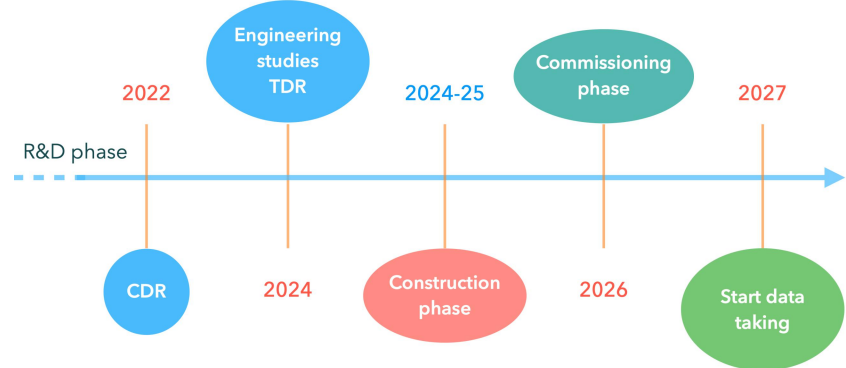 Engineering
studies
TDR
Commissioning
phase
2022
2024-25
2027
R&D phase
CDR
2024
Construction
phase
2026
Start data
taking